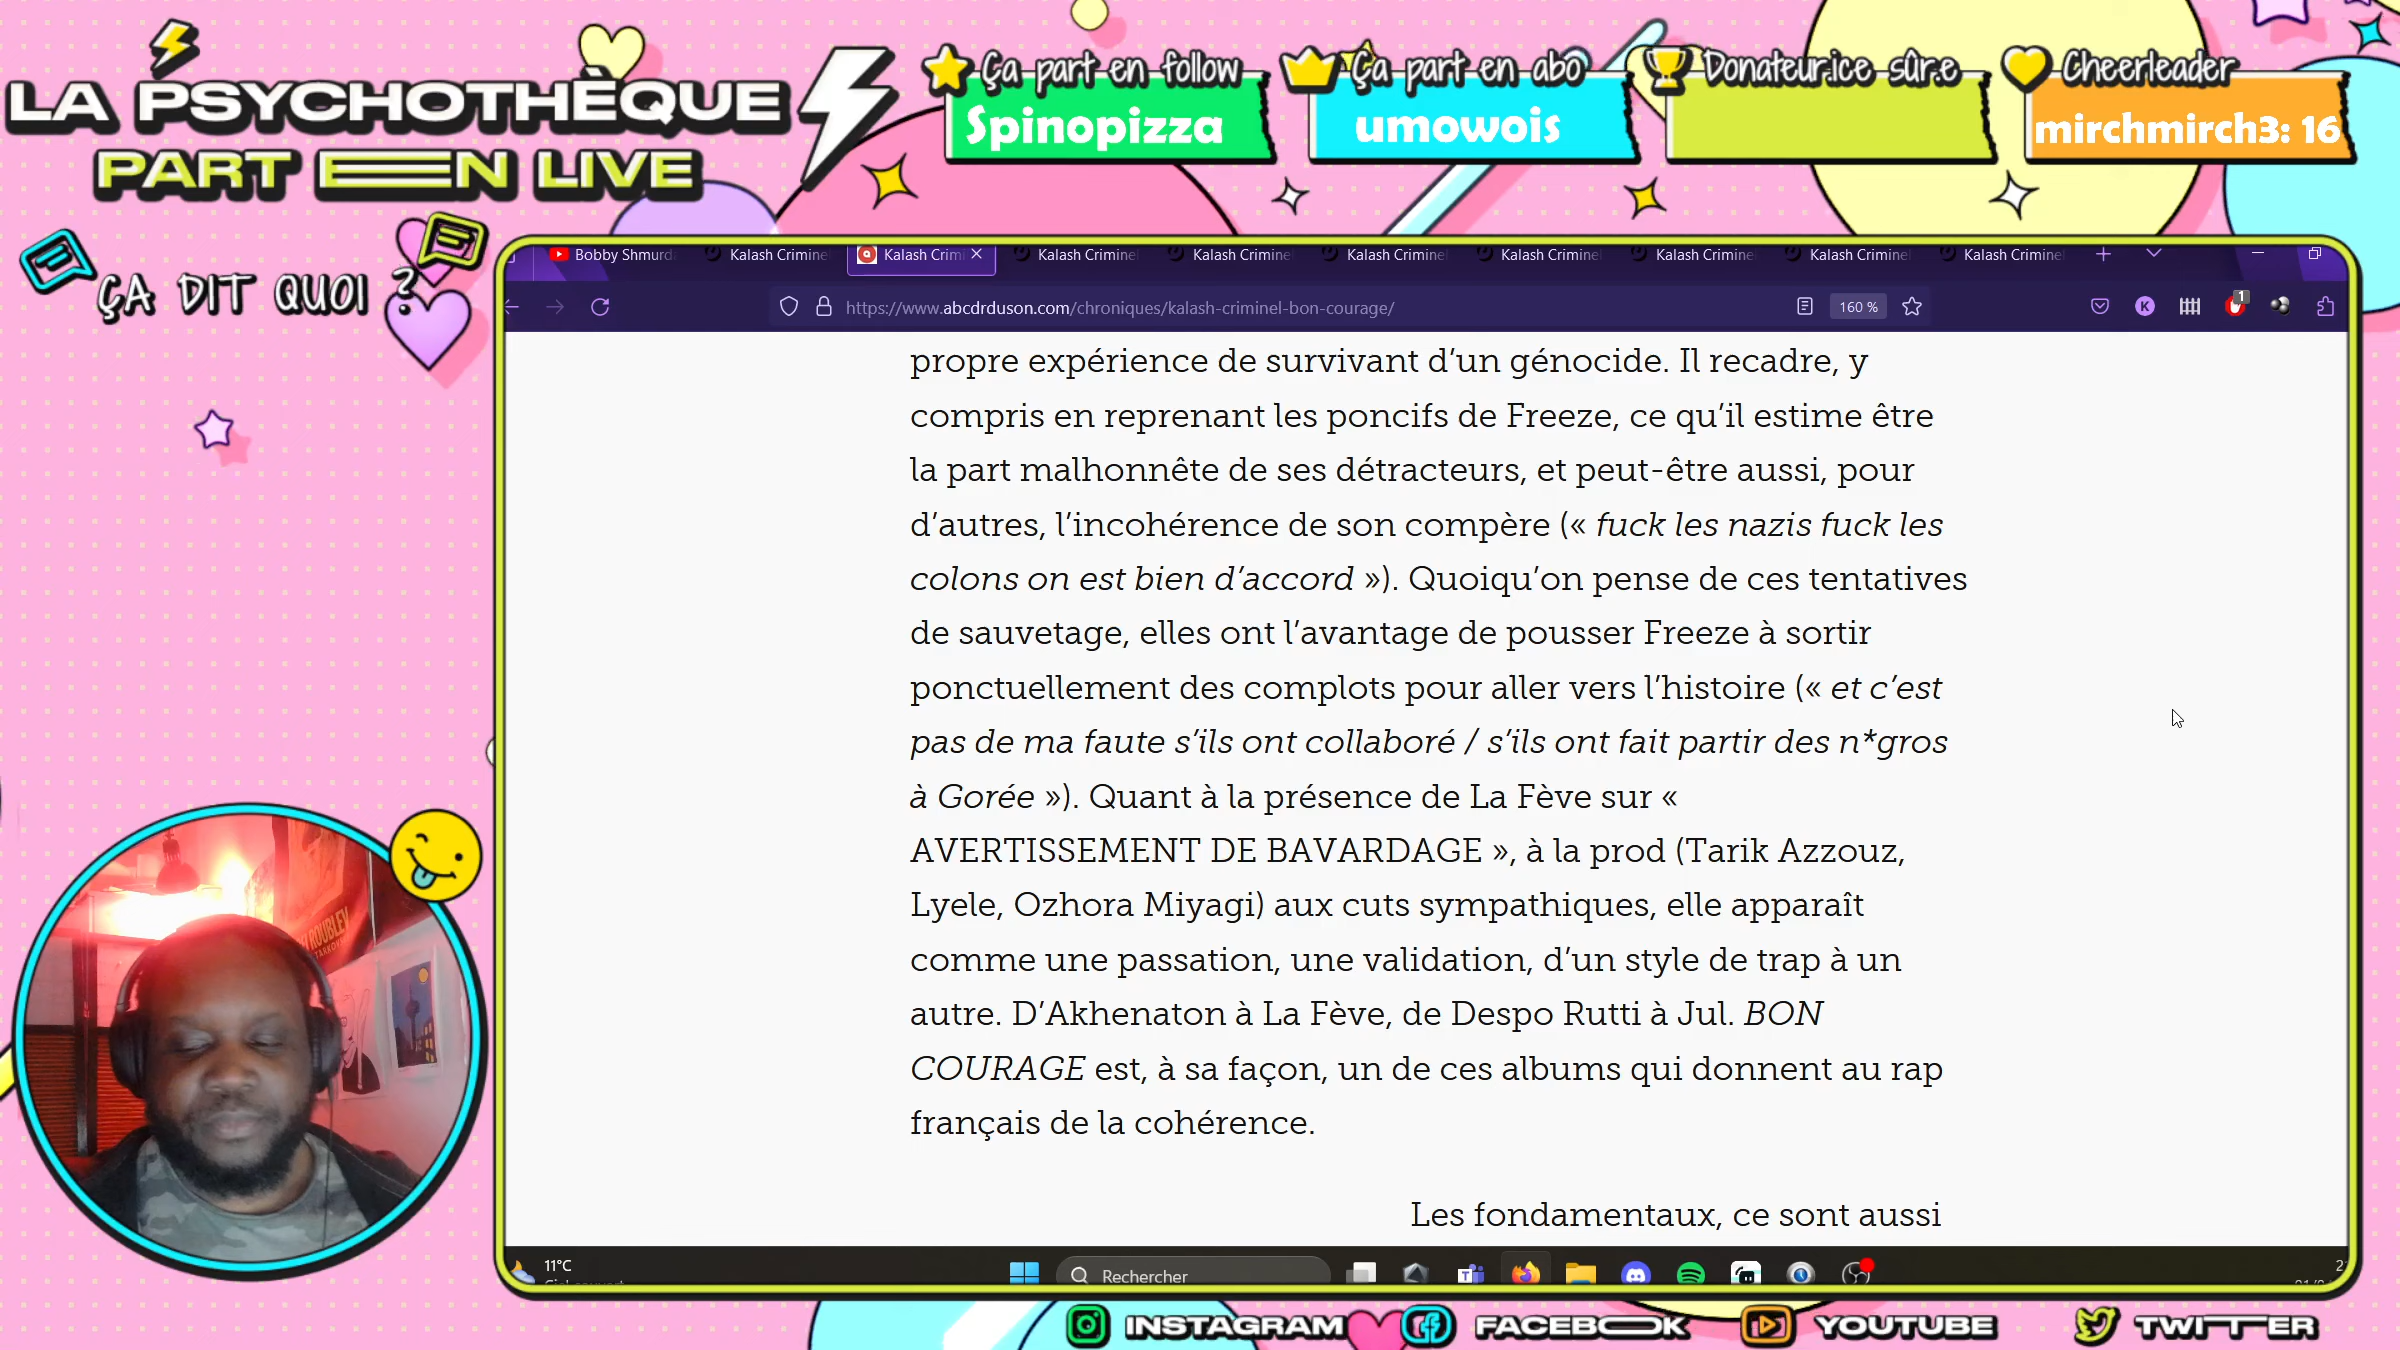 LA PSYCHOTHÈQUE
PART EN LIVE
Ça part en follow
Spinopizza
Ça part en abo
umowois
Donateur.ice sûr.e
Cheerleader
mirchmirch3: 16
ÇA DIT QUOI ?
Bobby Shmurd
Kalash Crimine
Kalash Crimi
Kalash Criminel
Kalash Criminel
Kalash Criminel
Kalash Criminel
Kalash Crimine
Kalash Criminel
Kalash Criminel
https://www.abcdrduson.com/chroniques/kalash-criminel-bon-courage/
160 %
K
1
propre expérience de survivant d’un génocide. Il recadre, y
compris en reprenant les poncifs de Freeze, ce qu’il estime être
la part malhonnête de ses détracteurs, et peut-être aussi, pour
d’autres, l’incohérence de son compère (« fuck les nazis fuck les
colons on est bien d’accord »). Quoiqu’on pense de ces tentatives
de sauvetage, elles ont l’avantage de pousser Freeze à sortir
ponctuellement des complots pour aller vers l’histoire (« et c’est
pas de ma faute s’ils ont collaboré / s’ils ont fait partir des n*gros
à Gorée »). Quant à la présence de La Fève sur «
AVERTISSEMENT DE BAVARDAGE », à la prod (Tarik Azzouz,
Lyele, Ozhora Miyagi) aux cuts sympathiques, elle apparaît
comme une passation, une validation, d’un style de trap à un
autre. D’Akhenaton à La Fève, de Despo Rutti à Jul. BON
COURAGE est, à sa façon, un de ces albums qui donnent au rap
français de la cohérence.
Les fondamentaux, ce sont aussi
ROUBLEV
11°C
Rechercher
INSTAGRAM
FACEBOOK
YOUTUBE
TWITTER